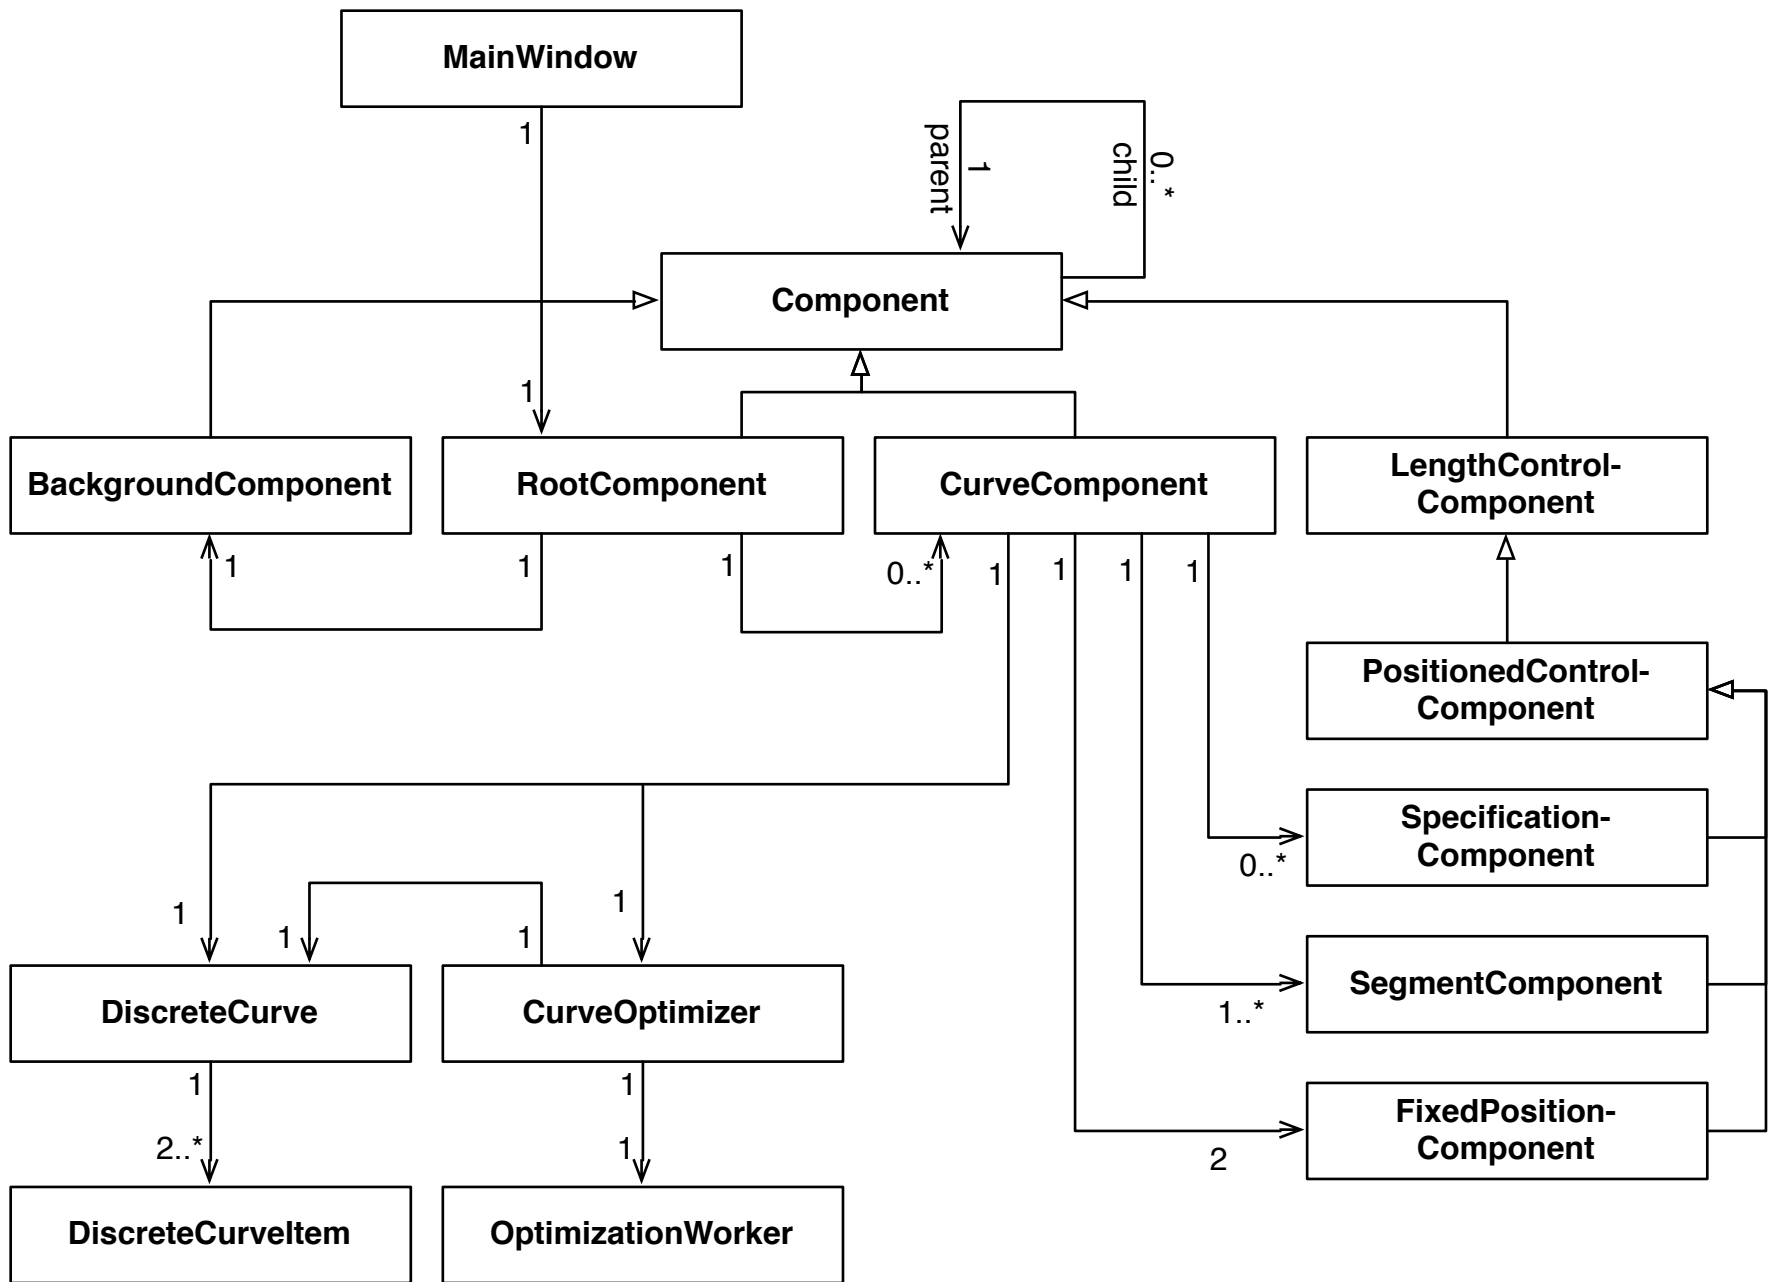 MainWindow
1
1
parent
child
0..*
Component
1
BackgroundComponent
RootComponent
CurveComponent
LengthControl-
Component
1
1
1
0..*
1
1
1
1
PositionedControl-
Component
Specification-
Component
0..*
1
1
1
1
SegmentComponent
1..*
DiscreteCurve
CurveOptimizer
1
1
FixedPosition-
Component
2..*
1
2
DiscreteCurveItem
OptimizationWorker